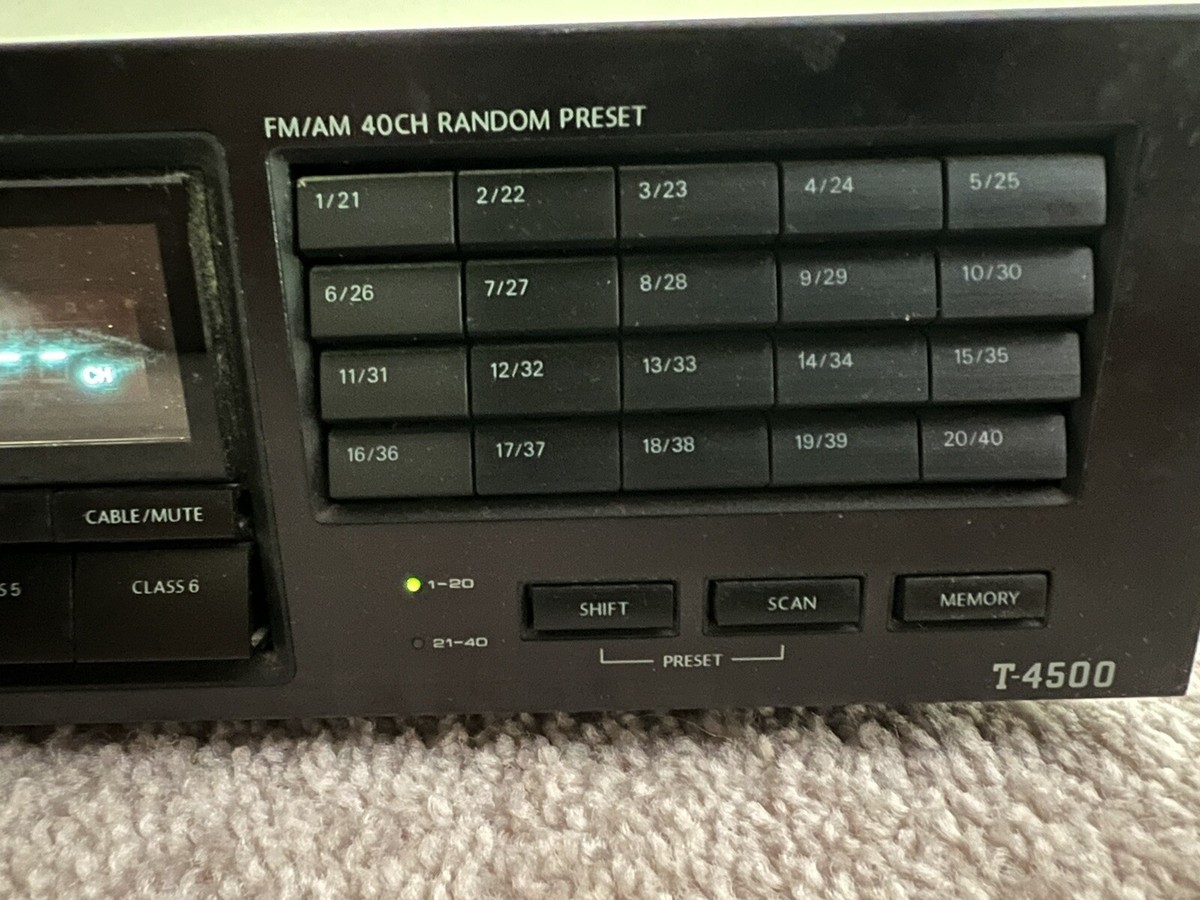 FM/AM 40CH RANDOM PRESET
1/21 2/22 3/23 4/24 5/25
6/26 7/27 8/28 9/29 10/30
11/31 12/32 13/33 14/34 15/35
16/36 17/37 18/38 19/39 20/40
CH
CABLE/MUTE
S 5 CLASS 6
1-20
21-40
SHIFT SCAN MEMORY
PRESET
T-4500